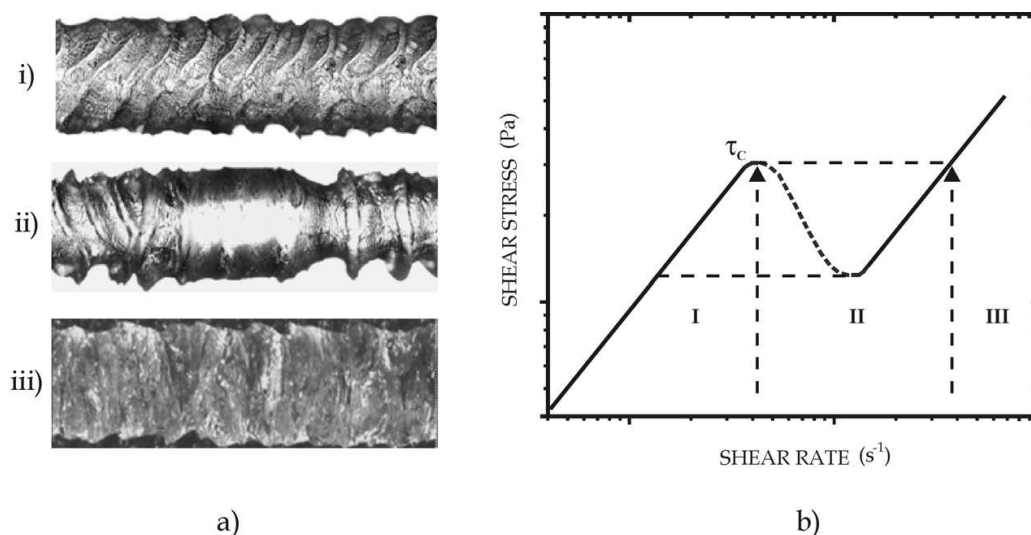 i)
ii)
iii)
a)
SHEAR STRESS (Pa)
τc
I
II
III
SHEAR RATE (s⁻¹)
b)